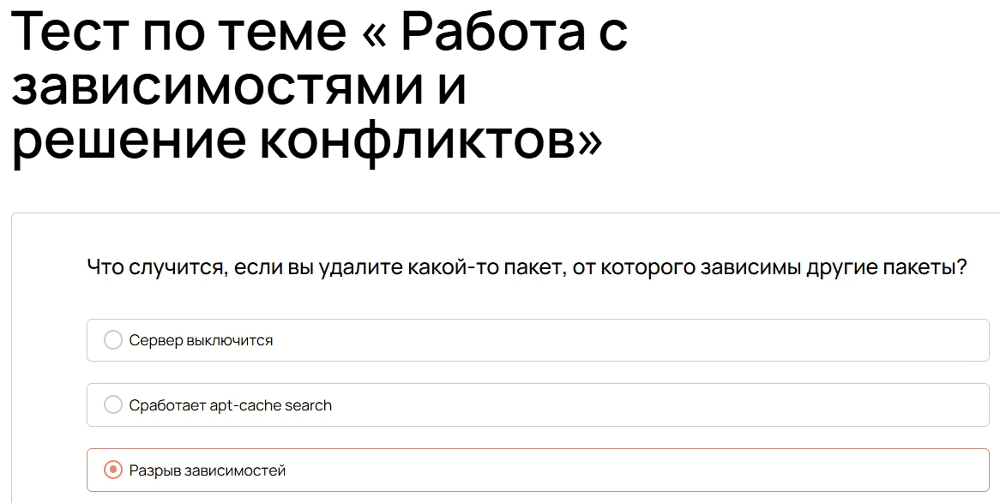 Тест по теме « Работа с
зависимостями и
решение конфликтов»
Что случится, если вы удалите какой-то пакет, от которого зависимы другие пакеты?
Сервер выключится
Сработает apt-cache search
Разрыв зависимостей